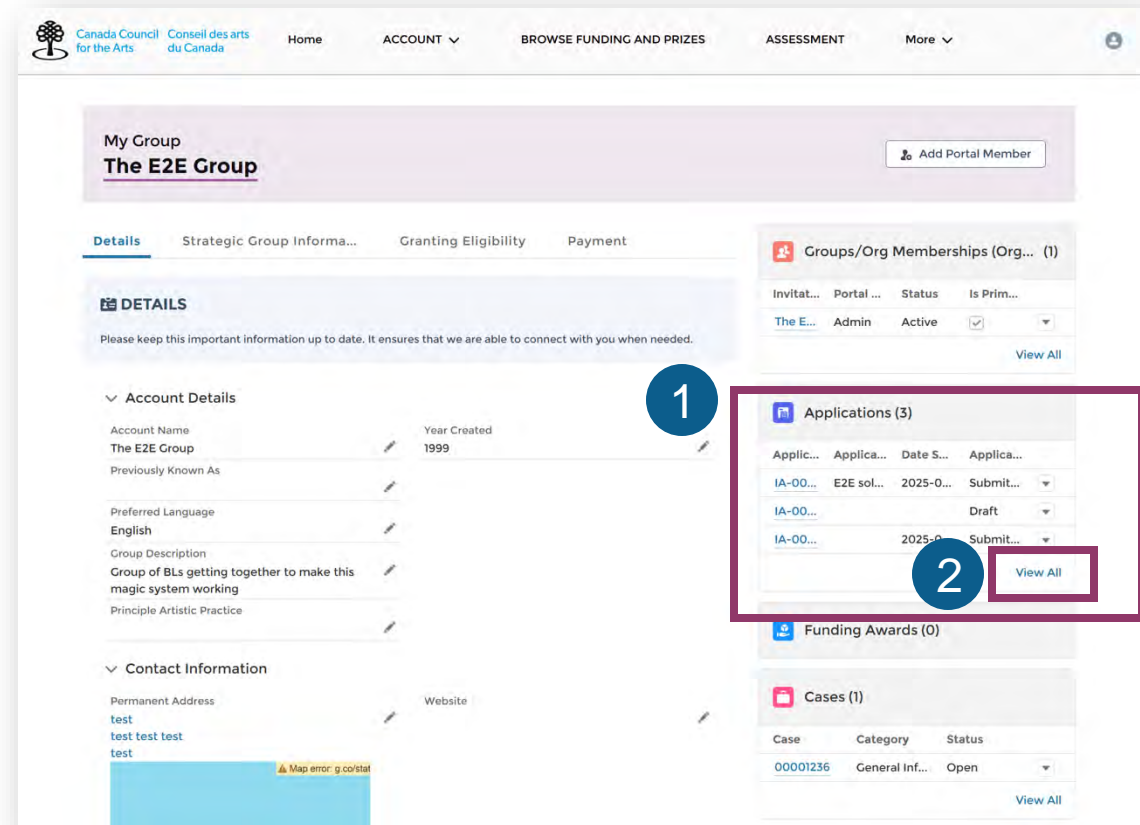 Canada Council Conseil des arts
for the Arts du Canada
Home ACCOUNT BROWSE FUNDING AND PRIZES ASSESSMENT More
My Group
The E2E Group
Add Portal Member
Details Strategic Group Informa... Granting Eligibility Payment
DETAILS
Please keep this important information up to date. It ensures that we are able to connect with you when needed.
Account Details
Account Name
The E2E Group
Year Created
1999
Previously Known As
Preferred Language
English
Group Description
Group of BLs getting together to make this
magic system working
Principle Artistic Practice
Contact Information
Permanent Address
test
test test test
test
Website
Map error: g.co/stat
Groups/Org Memberships (Org... (1)
Invitat... Portal ... Status Is Prim...
The E... Admin Active
View All
1
Applications (3)
Applic... Applica... Date S... Applica...
IA-00... E2E sol... 2025-0... Submit...
IA-00... Draft
IA-00... 2025-0... Submit...
2
View All
Funding Awards (0)
Cases (1)
Case Category Status
00001236 General Inf... Open
View All